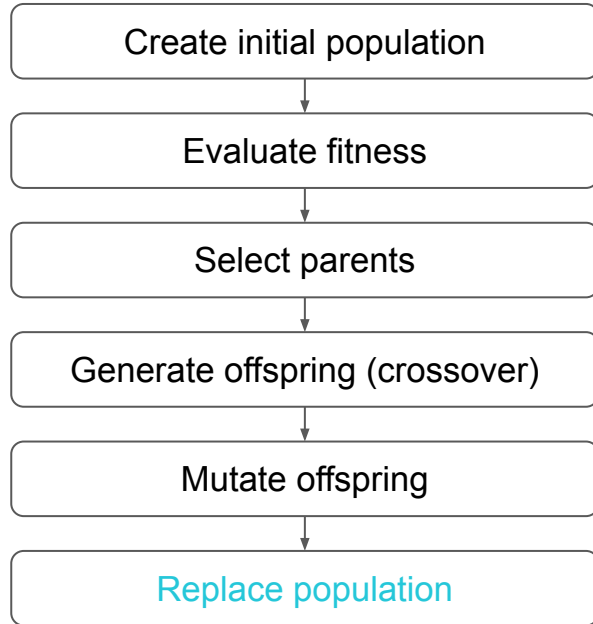 Create initial population
Evaluate fitness
Select parents
Generate offspring (crossover)
Mutate offspring
Replace population